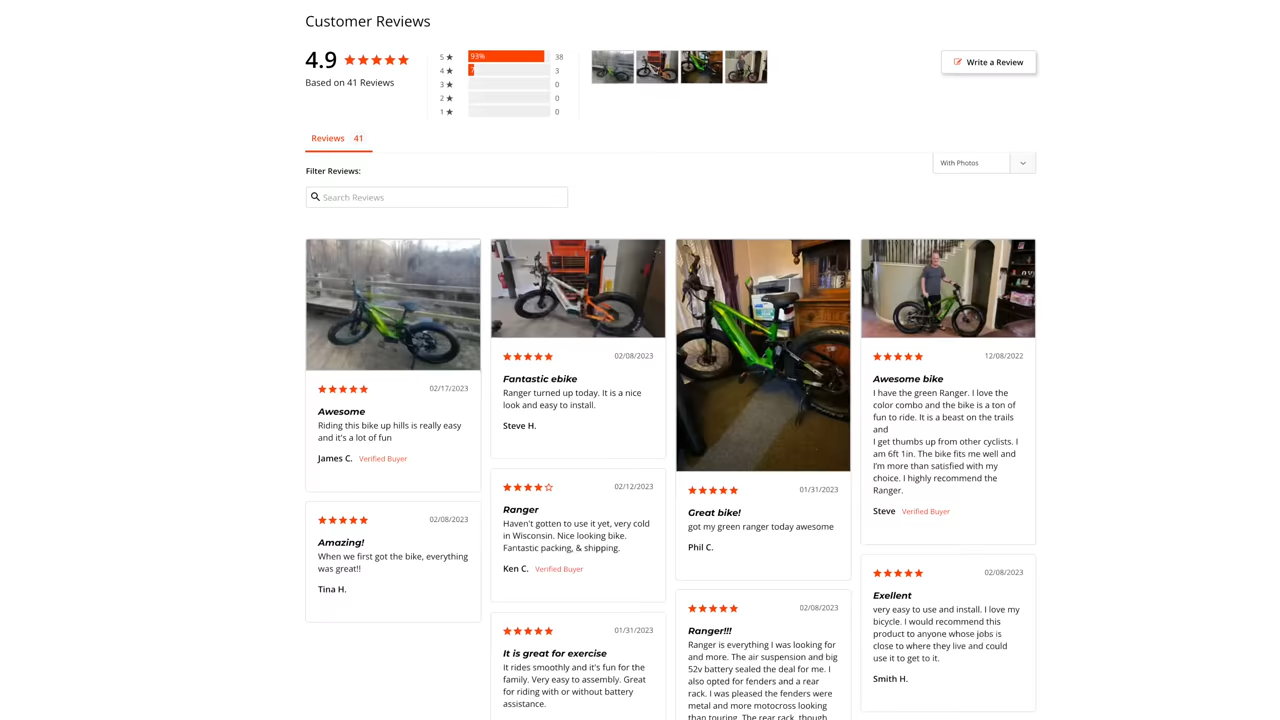 Customer Reviews
4.9 ★★★★★
Based on 41 Reviews
5 ★ 93% 38
4 ★ 7 3
3 ★ 0
2 ★ 0
1 ★ 0
Write a Review
Reviews 41
With Photos
Filter Reviews:
Search Reviews
02/17/2023
Awesome
Riding this bike up hills is really easy
and it's a lot of fun
James C. Verified Buyer
02/08/2023
Amazing!
When we first got the bike, everything
was great!!
Tina H.
02/08/2023
Fantastic ebike
Ranger turned up today. It is a nice
look and easy to install.
Steve H.
02/12/2023
Ranger
Haven't gotten to use it yet, very cold
in Wisconsin. Nice looking bike.
Fantastic packing, & shipping.
Ken C. Verified Buyer
01/31/2023
It is great for exercise
It rides smoothly and it's fun for the
family. Very easy to assembly. Great
for riding with or without battery
assistance.
01/31/2023
Great bike!
got my green ranger today awesome
Phil C.
02/08/2023
Ranger!!!
Ranger is everything I was looking for
and more. The air suspension and big
52v battery sealed the deal for me. I
also opted for fenders and a rear
rack. I was pleased the fenders were
metal and more motocross looking
than touring. The rear rack, though
12/08/2022
Awesome bike
I have the green Ranger. I love the
color combo and the bike is a ton of
fun to ride. It is a beast on the trails
and
I get thumbs up from other cyclists. I
am 6ft 1in. The bike fits me well and
I'm more than satisfied with my
choice. I highly recommend the
Ranger.
Steve Verified Buyer
02/08/2023
Exellent
very easy to use and install. I love my
bicycle. I would recommend this
product to anyone whose jobs is
close to where they live and could
use it to get to it.
Smith H.